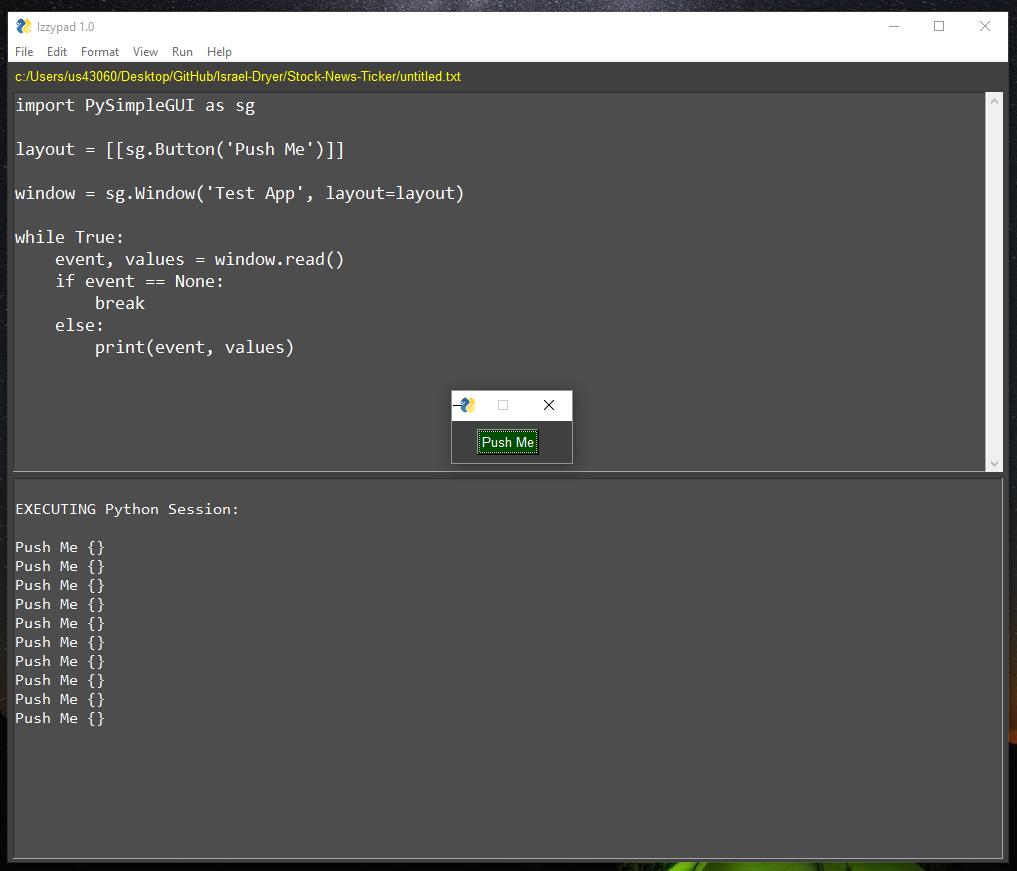 Izzypad 1.0
File Edit Format View Run Help
c:/Users/us43060/Desktop/GitHub/Israel-Dryer/Stock-News-Ticker/untitled.txt
import PySimpleGUI as sg
layout = [[sg.Button('Push Me')]]
window = sg.Window('Test App', layout=layout)
while True:
    event, values = window.read()
    if event == None:
        break
    else:
        print(event, values)
Push Me
EXECUTING Python Session:
Push Me {}
Push Me {}
Push Me {}
Push Me {}
Push Me {}
Push Me {}
Push Me {}
Push Me {}
Push Me {}
Push Me {}